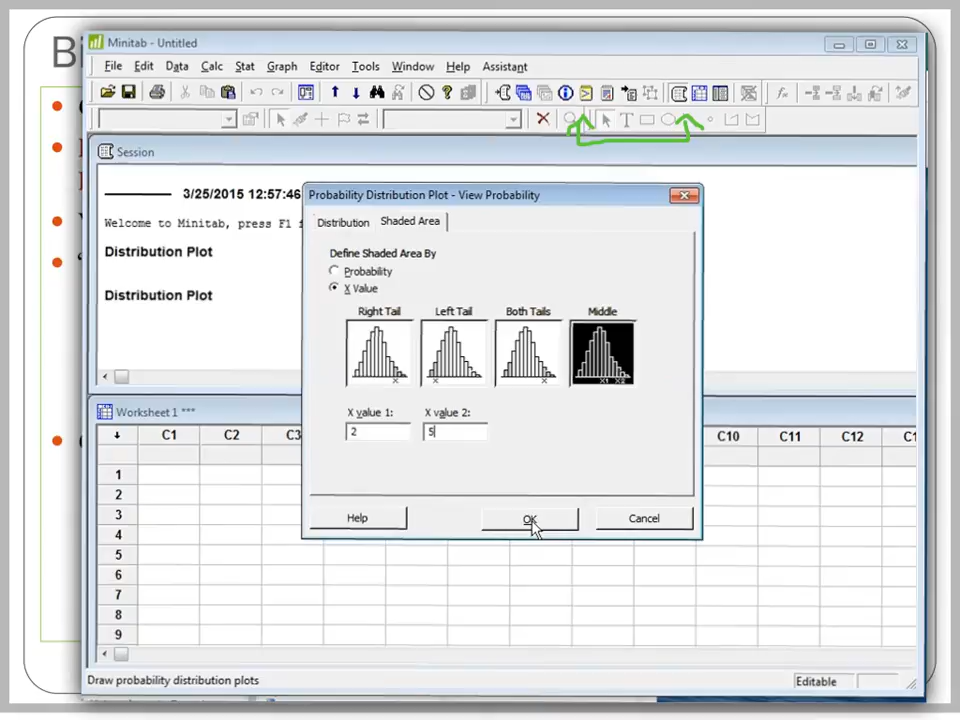 Bi
Minitab - Untitled
File Edit Data Calc Stat Graph Editor Tools Window Help Assistant
Session
3/25/2015 12:57:46
Welcome to Minitab, press F1 f
Distribution Plot
Distribution Plot
Probability Distribution Plot - View Probability
Distribution Shaded Area
Define Shaded Area By
Probability
X Value
Right Tail Left Tail Both Tails Middle
X X X X1 X2
X value 1: X value 2:
2 5
Help OK Cancel
Worksheet 1 ***
C1 C2 C3 C10 C11 C12 C1
1
2
3
4
5
6
7
8
9
Draw probability distribution plots
Editable